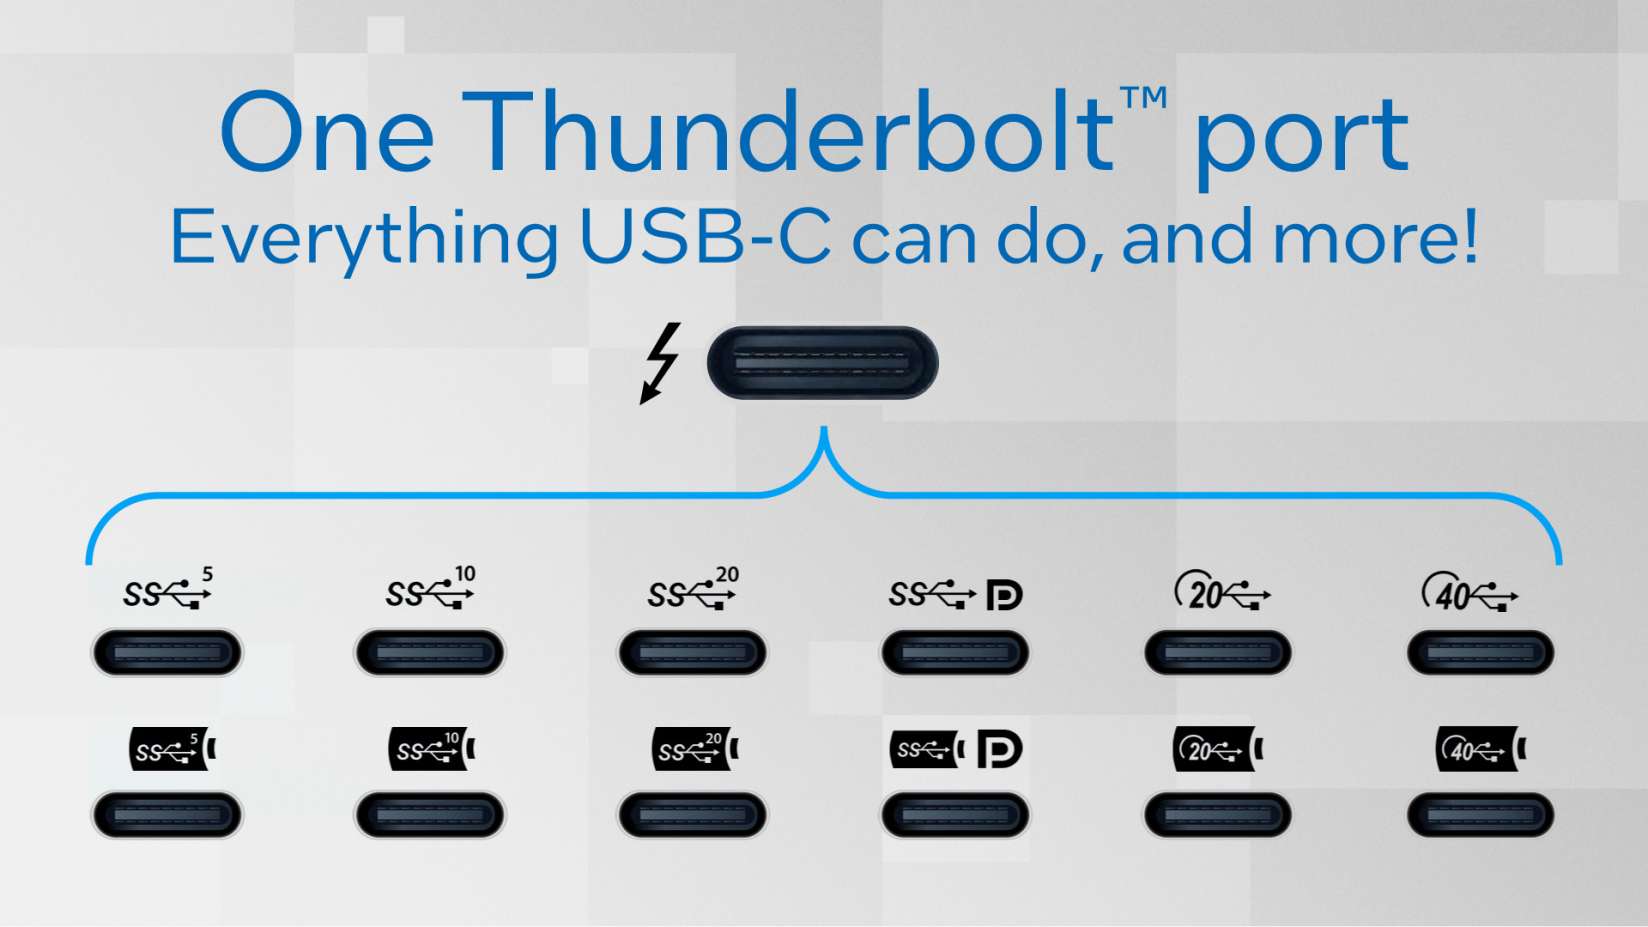 One Thunderbolt™ port
Everything USB-C can do, and more!
SS 5 SS 10 SS 20 SS D 20 40
SS 5 SS 10 SS 20 SS D 20 40